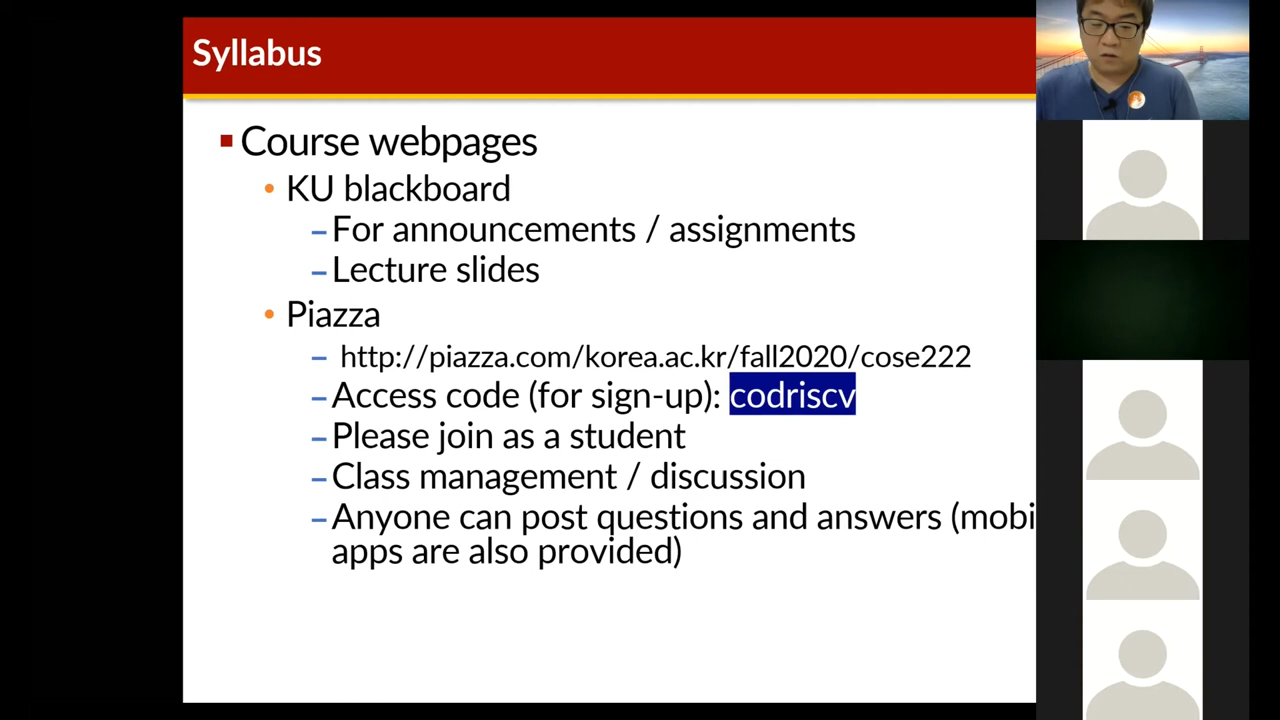 Syllabus
Course webpages
KU blackboard
For announcements / assignments
Lecture slides
Piazza
http://piazza.com/korea.ac.kr/fall2020/cose222
Access code (for sign-up): codriscv
Please join as a student
Class management / discussion
Anyone can post questions and answers (mobi
apps are also provided)